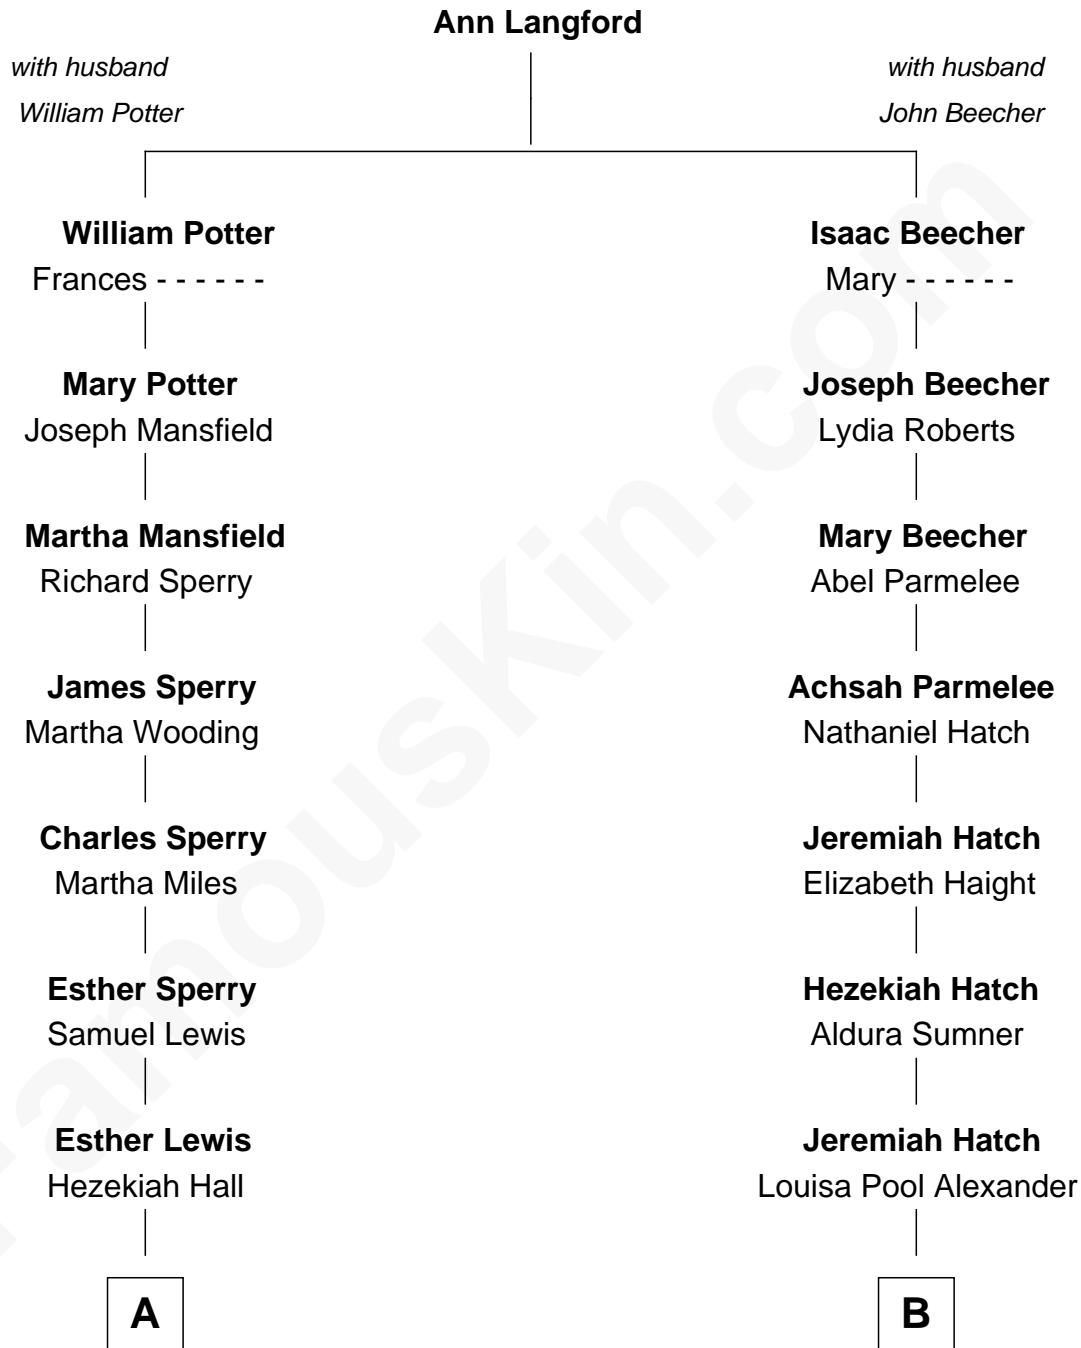 Ann Langford
with husband
William Potter
with husband
John Beecher
William Potter
Frances - - - - - -
Isaac Beecher
Mary - - - - - -
Mary Potter
Joseph Mansfield
Joseph Beecher
Lydia Roberts
Martha Mansfield
Richard Sperry
Mary Beecher
Abel Parmelee
James Sperry
Martha Wooding
Achsah Parmelee
Nathaniel Hatch
Charles Sperry
Martha Miles
Jeremiah Hatch
Elizabeth Haight
Esther Sperry
Samuel Lewis
Hezekiah Hatch
Aldura Sumner
Esther Lewis
Hezekiah Hall
Jeremiah Hatch
Louisa Pool Alexander
A
B
FamousKin.com